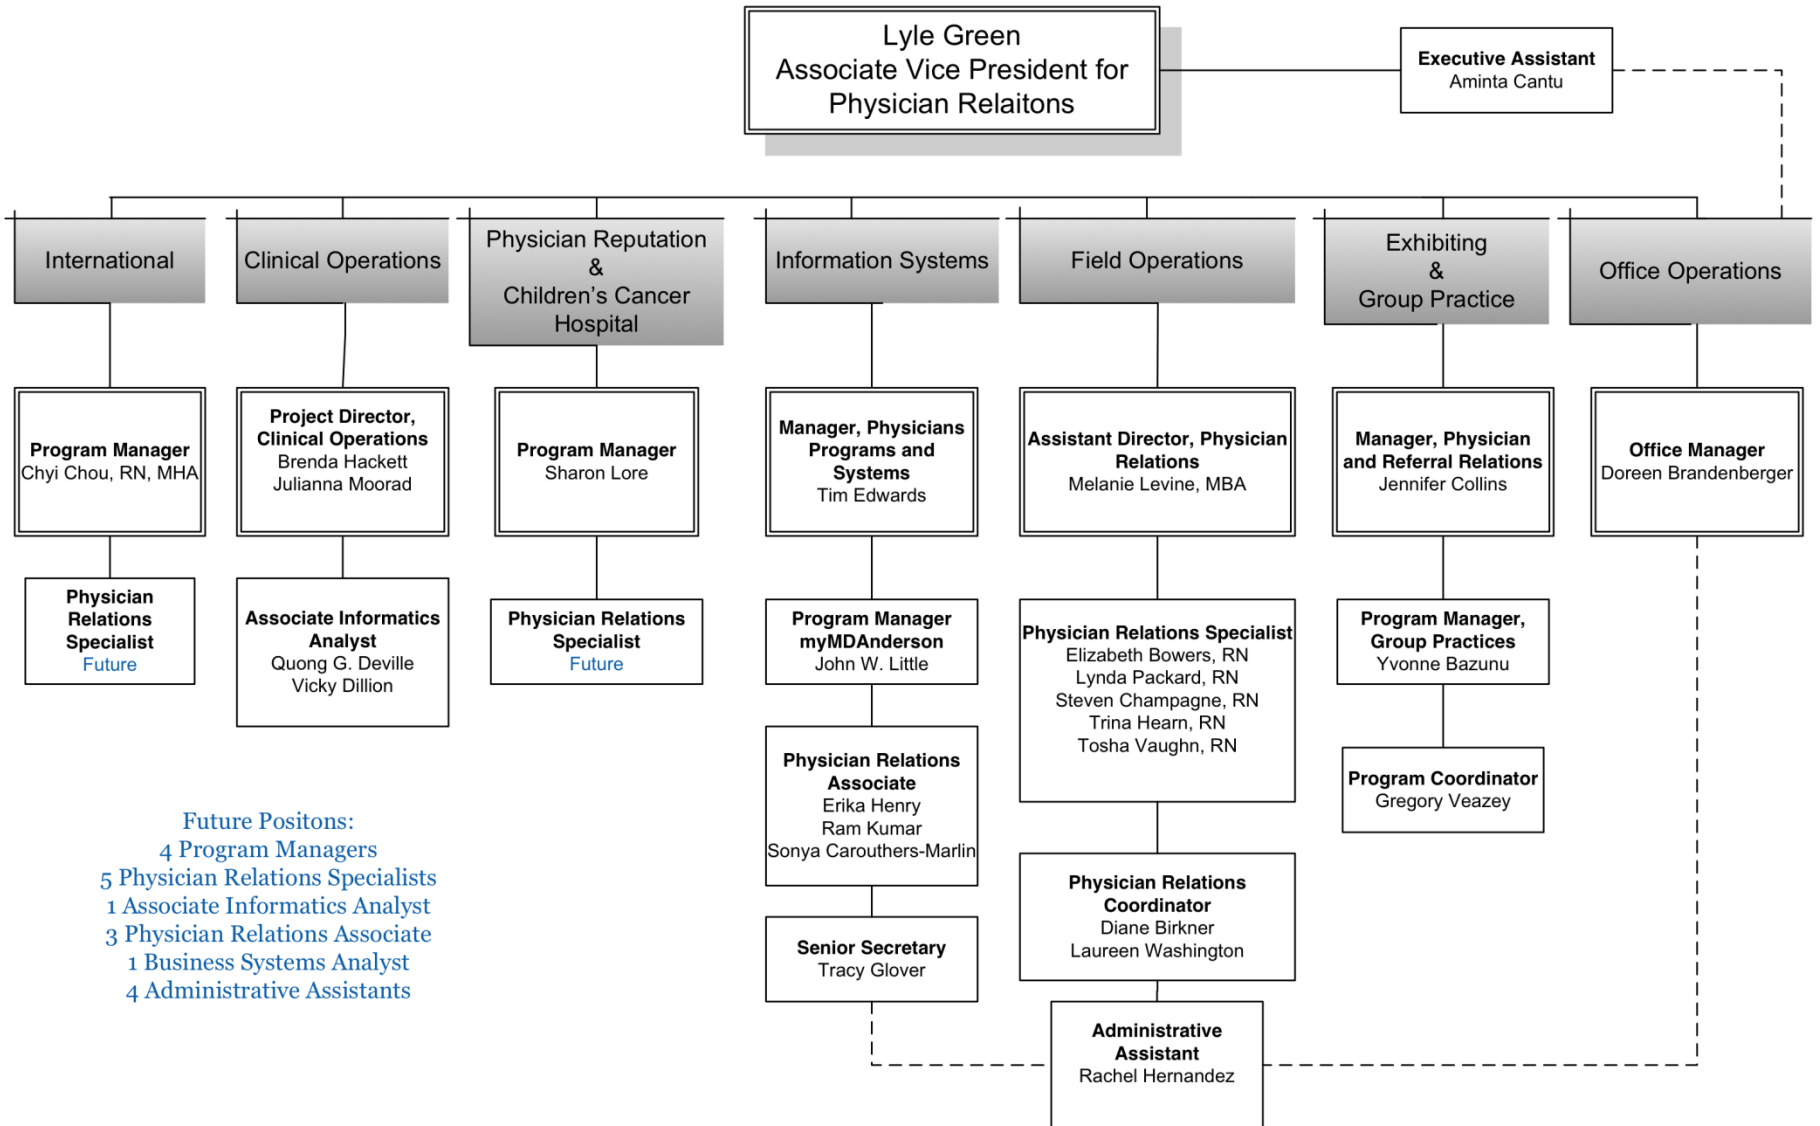 Lyle Green
Associate Vice President for
Physician Relaitons
Executive Assistant
Aminta Cantu
International
Clinical Operations
Physician Reputation
&
Children's Cancer
Hospital
Information Systems
Field Operations
Exhibiting
&
Group Practice
Office Operations
Program Manager
Chyi Chou, RN, MHA
Project Director,
Clinical Operations
Brenda Hackett
Julianna Moorad
Program Manager
Sharon Lore
Manager, Physicians
Programs and
Systems
Tim Edwards
Assistant Director, Physician
Relations
Melanie Levine, MBA
Manager, Physician
and Referral Relations
Jennifer Collins
Office Manager
Doreen Brandenberger
Physician
Relations
Specialist
Future
Associate Informatics
Analyst
Quong G. Deville
Vicky Dillion
Physician Relations
Specialist
Future
Program Manager
myMDAnderson
John W. Little
Physician Relations Specialist
Elizabeth Bowers, RN
Lynda Packard, RN
Steven Champagne, RN
Trina Hearn, RN
Tosha Vaughn, RN
Program Manager,
Group Practices
Yvonne Bazunu
Physician Relations
Associate
Erika Henry
Ram Kumar
Sonya Carouthers-Marlin
Program Coordinator
Gregory Veazey
Future Positon:
4 Program Managers
5 Physician Relations Specialists
1 Associate Informatics Analyst
3 Physician Relations Associate
1 Business Systems Analyst
4 Administrative Assistants
Physician Relations
Coordinator
Diane Birkner
Laureen Washington
Senior Secretary
Tracy Glover
Administrative
Assistant
Rachel Hernandez